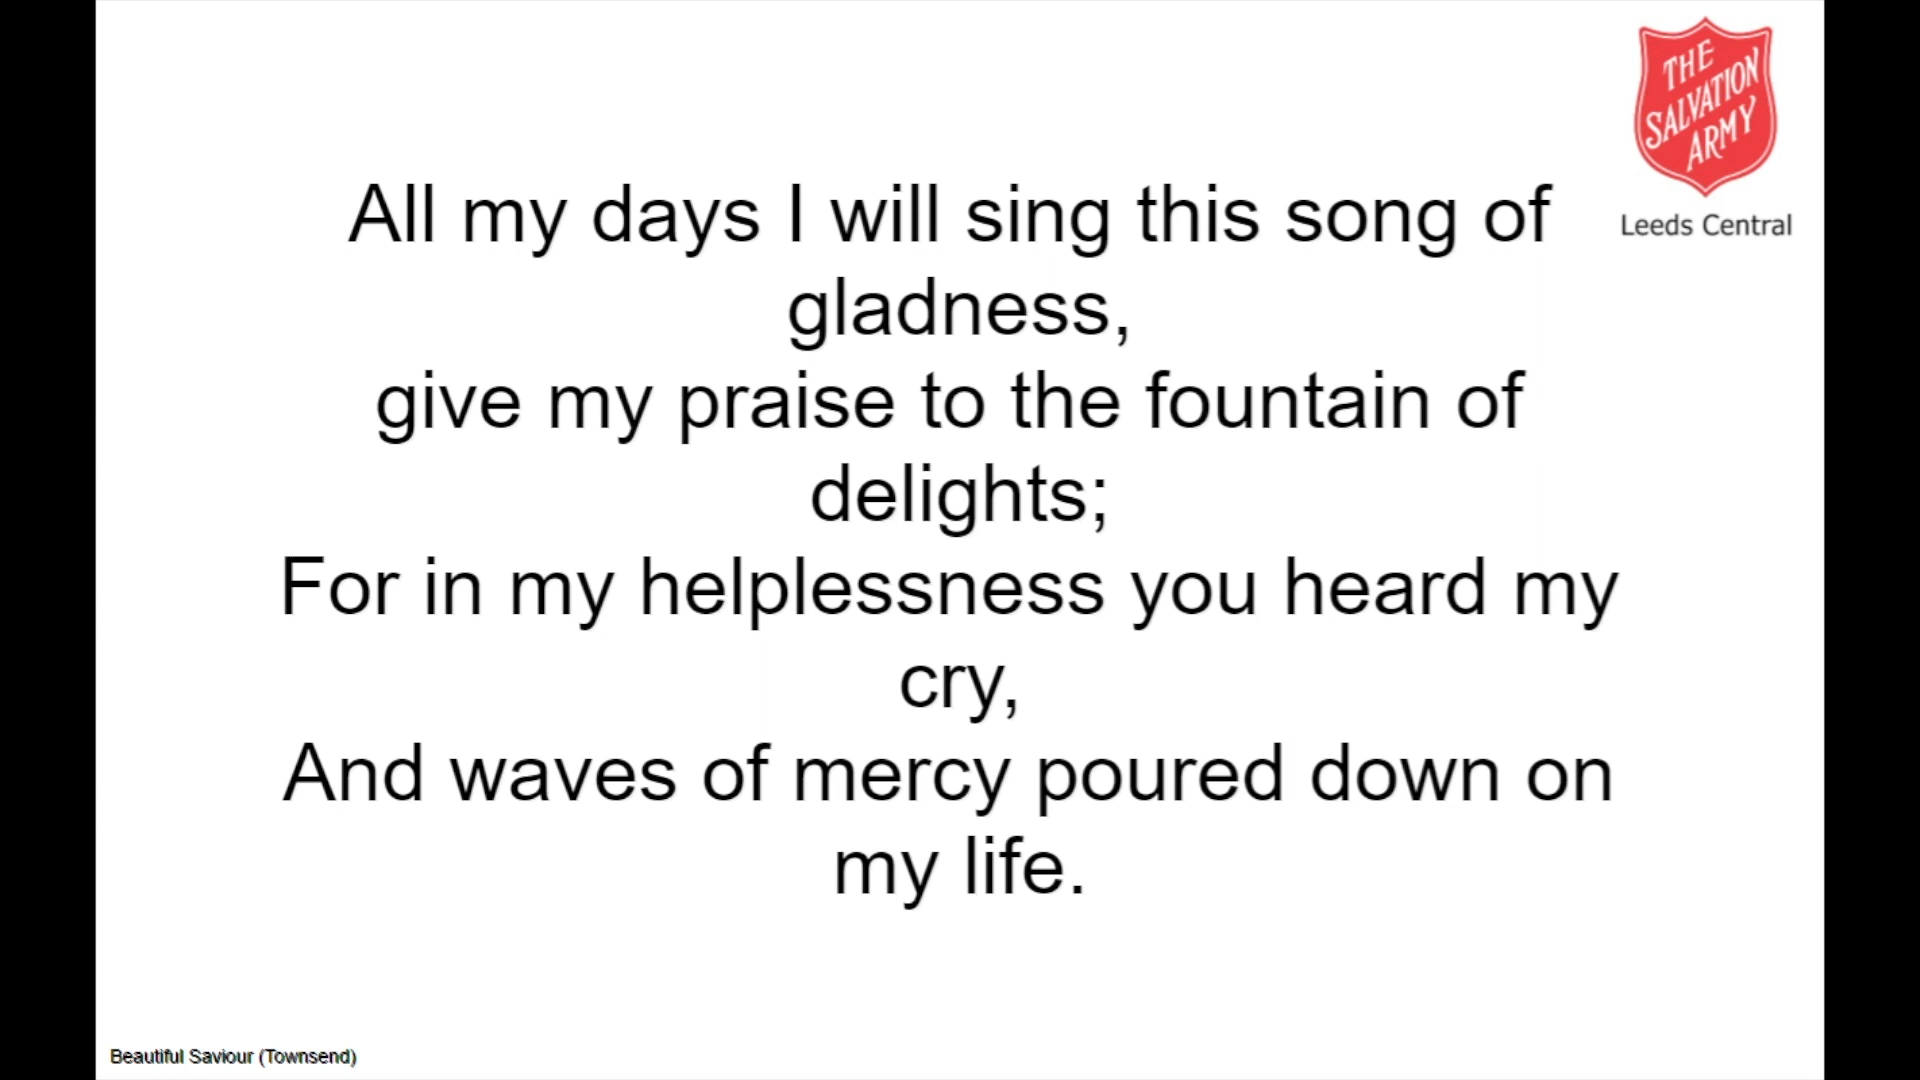 THE
SALVATION
ARMY
Leeds Central
All my days I will sing this song of
gladness,
give my praise to the fountain of
delights;
For in my helplessness you heard my
cry,
And waves of mercy poured down on
my life.
Beautiful Saviour (Townsend)